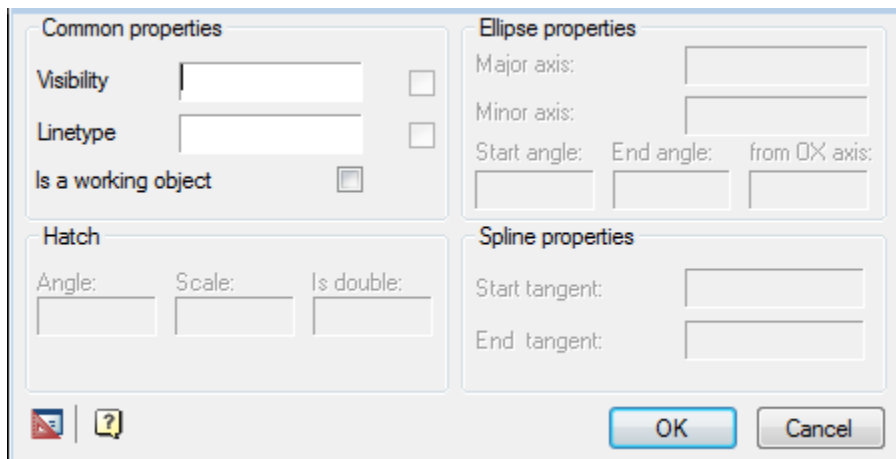 Common properties
Visibility
Linetype
Is a working object
Ellipse properties
Major axis:
Minor axis:
Start angle: End angle: from OX axis:
Hatch
Angle: Scale: Is double:
Spline properties
Start tangent:
End tangent:
OK Cancel